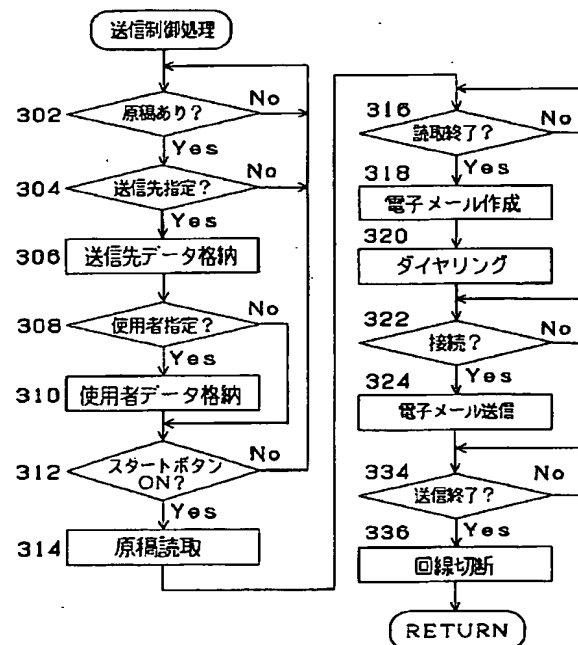 送信制御処理
302 原稿あり? No
Yes
304 送信先指定? No
Yes
306 送信先データ格納
308 使用者指定? No
Yes
310 使用者データ格納
312 スタートボタン ON? No
Yes
314 原稿読取
316 読取終了? No
Yes
318 電子メール作成
320 ダイヤリング
322 接続? No
Yes
324 電子メール送信
334 送信終了? No
Yes
336 回線切断
RETURN